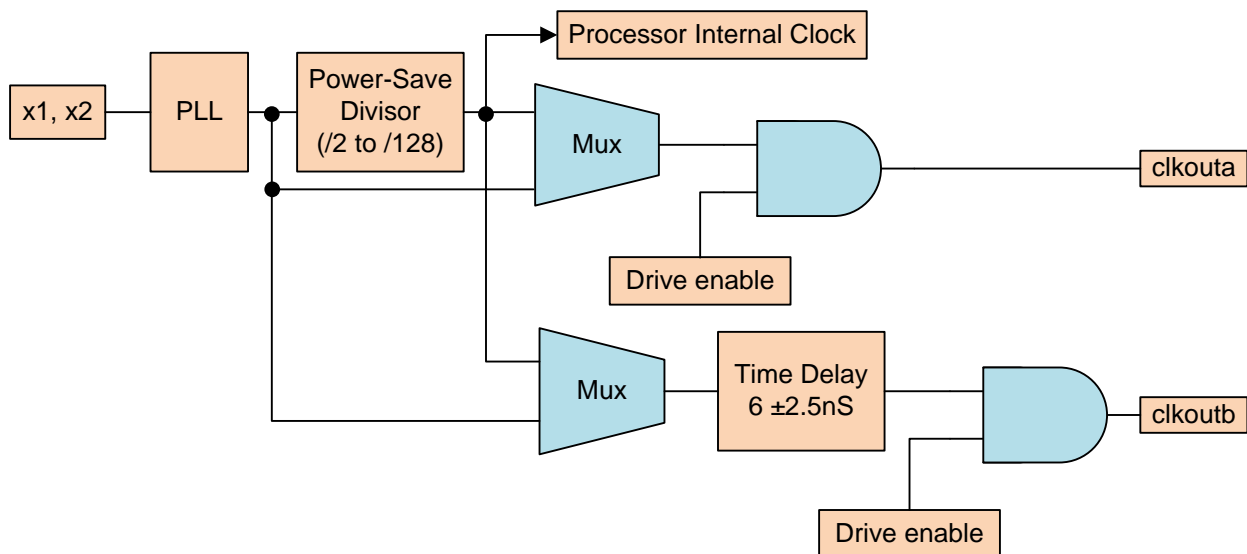 Processor Internal Clock
x1, x2
PLL
Power-Save
Divisor
(/2 to /128)
Mux
clkouta
Drive enable
Mux
Time Delay
6 ±2.5nS
clkoutb
Drive enable